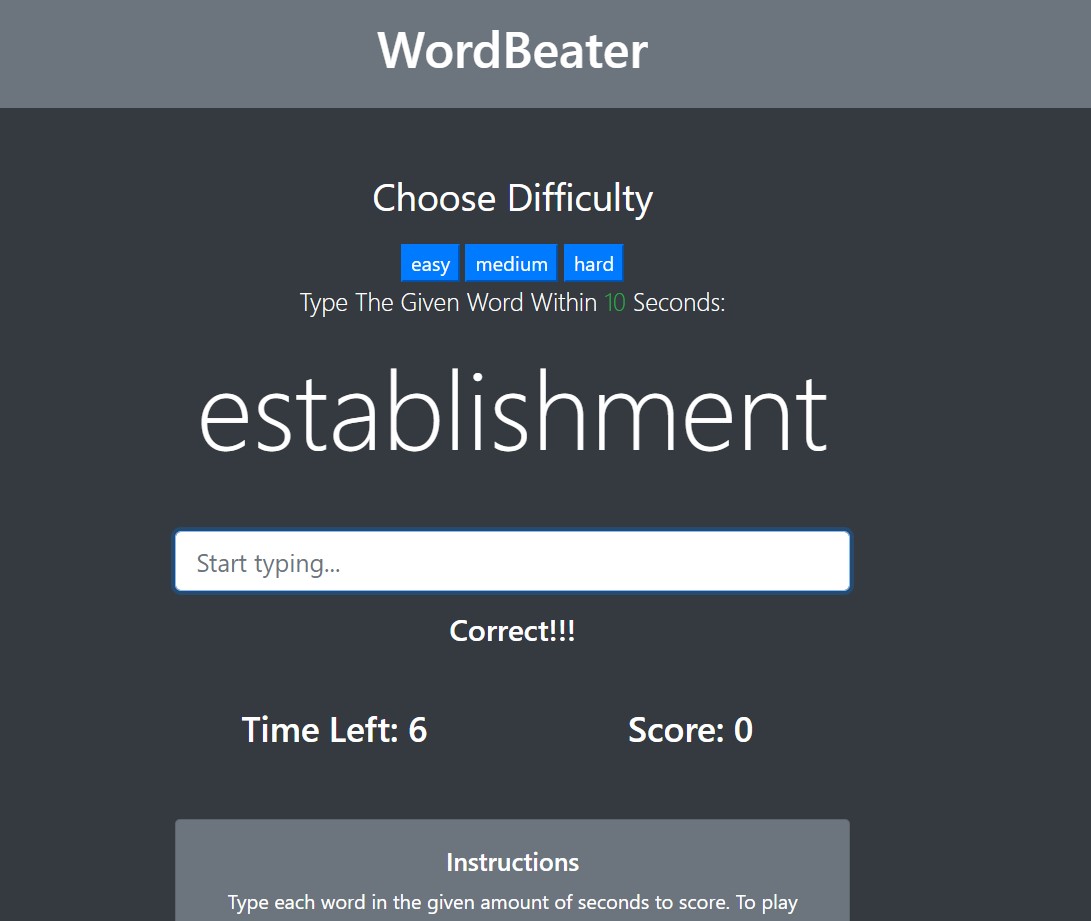 WordBeater
Choose Difficulty
easy medium hard
Type The Given Word Within 10 Seconds:
establishment
Start typing...
Correct!!!
Time Left: 6 Score: 0
Instructions
Type each word in the given amount of seconds to score. To play